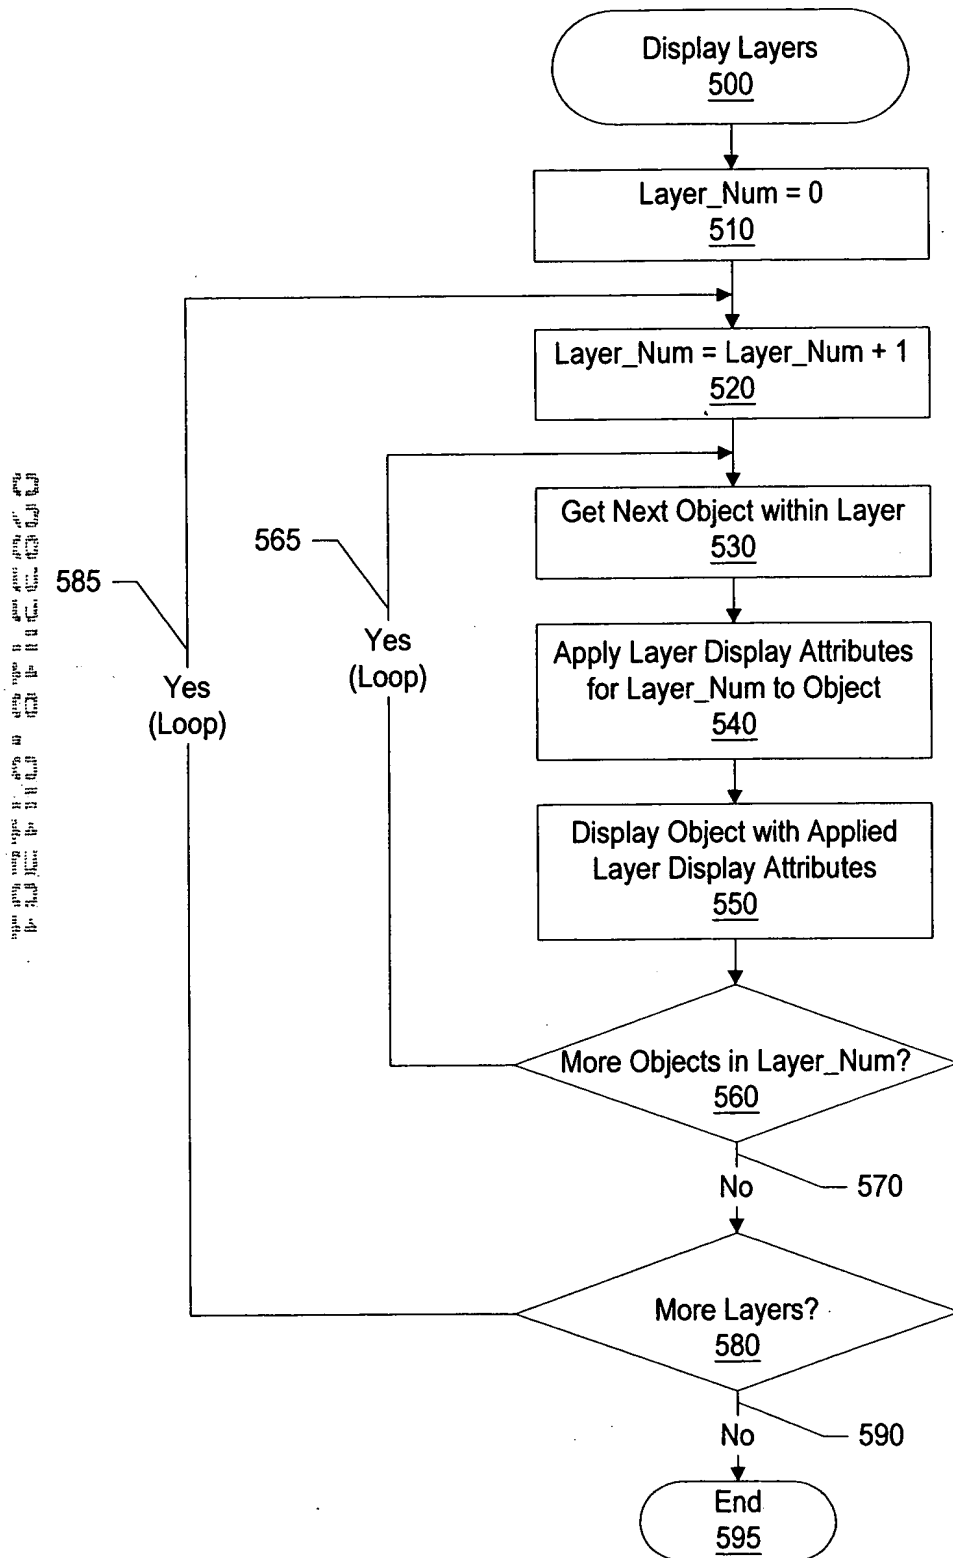 Display Layers
500
Layer_Num = 0
510
Layer_Num = Layer_Num + 1
520
Get Next Object within Layer
530
565
585
Yes
(Loop)
Yes
(Loop)
Apply Layer Display Attributes
for Layer_Num to Object
540
Display Object with Applied
Layer Display Attributes
550
More Objects in Layer_Num?
560
570
No
More Layers?
580
590
No
End
595